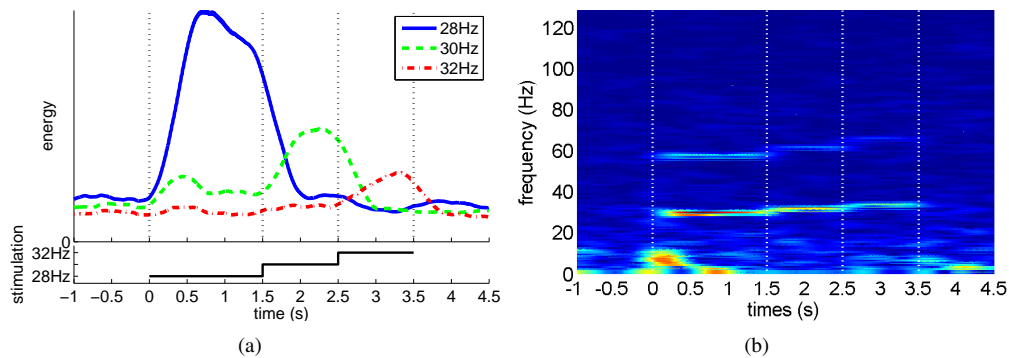 28Hz
30Hz
32Hz
energy
0
stimulation
32Hz
28Hz
−1 −0.5 0 0.5 1 1.5 2 2.5 3 3.5 4 4.5
time (s)
(a)
frequency (Hz)
120
100
80
60
40
20
0
-1 -0.5 0 0.5 1 1.5 2 2.5 3 3.5 4 4.5
times (s)
(b)